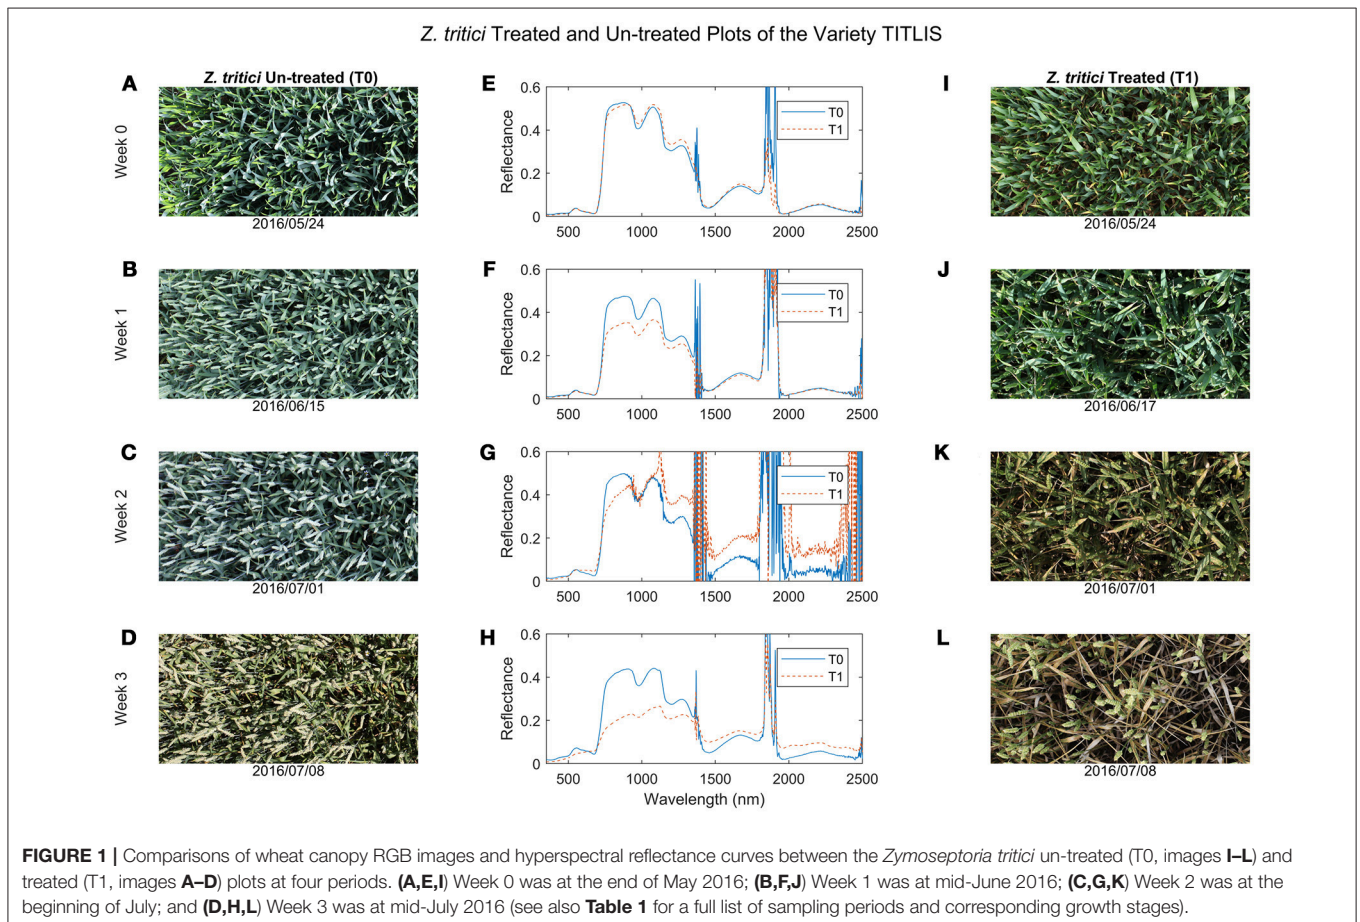 Z. tritici Treated and Un-treated Plots of the Variety TITLIS
A
Z. tritici Un-treated (T0)
Week 0
2016/05/24
E
Reflectance
0.6
0.4
0.2
0
500
1000
1500
2000
2500
T0
T1
I
Z. tritici Treated (T1)
2016/05/24
B
Week 1
2016/06/15
F
Reflectance
0.6
0.4
0.2
0
500
1000
1500
2000
2500
T0
T1
J
2016/06/17
C
Week 2
2016/07/01
G
Reflectance
0.6
0.4
0.2
0
500
1000
1500
2000
2500
T0
T1
K
2016/07/01
D
Week 3
2016/07/08
H
Reflectance
0.6
0.4
0.2
0
500
1000
1500
2000
2500
Wavelength (nm)
T0
T1
L
2016/07/08
FIGURE 1 | Comparisons of wheat canopy RGB images and hyperspectral reflectance curves between the Zymoseptoria tritici un-treated (T0, images I–L) and
treated (T1, images A–D) plots at four periods. (A,E,I) Week 0 was at the end of May 2016; (B,F,J) Week 1 was at mid-June 2016; (C,G,K) Week 2 was at the
beginning of July; and (D,H,L) Week 3 was at mid-July 2016 (see also Table 1 for a full list of sampling periods and corresponding growth stages).